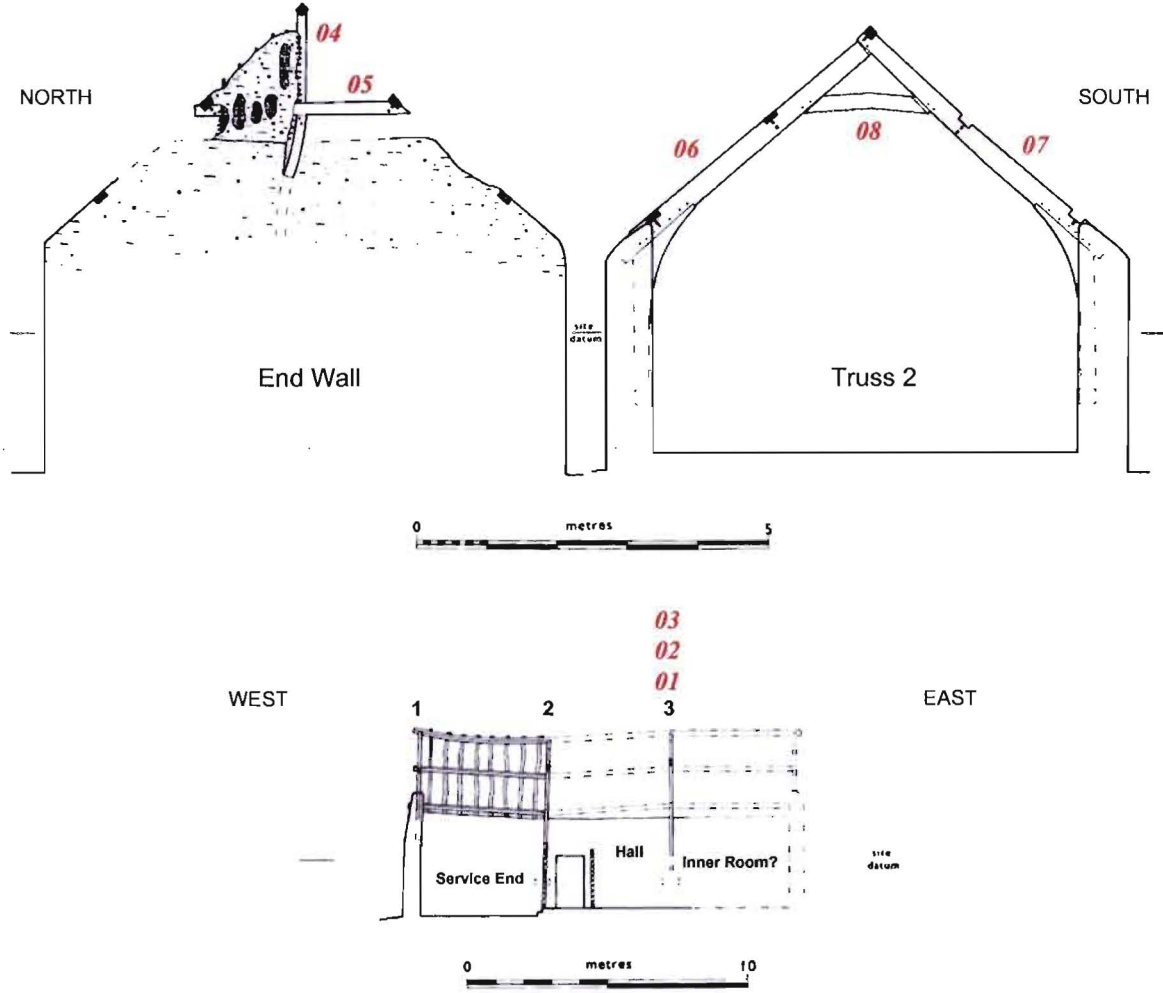 04
05
NORTH
SOUTH
06
08
07
site
datum
End Wall
Truss 2
0 metres 5
03
02
01
WEST
EAST
1 2 3
Hall
Inner Room?
Service End
site
datum
0 metres 10